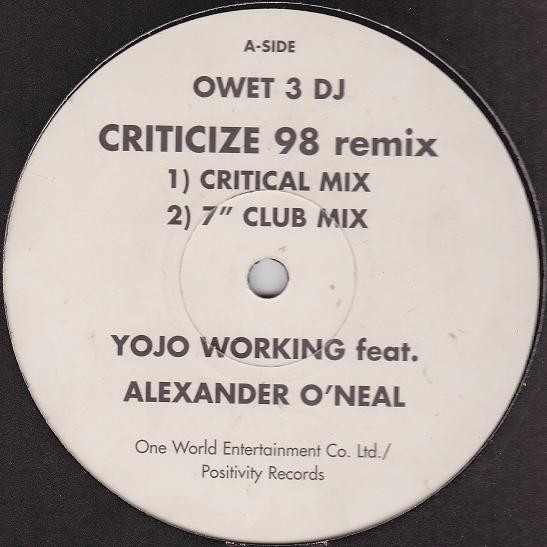 A-SIDE
OWET 3 DJ
CRITICIZE 98 remix
1) CRITICAL MIX
2) 7” CLUB MIX
YOJO WORKING feat.
ALEXANDER O’NEAL
One World Entertainment Co. Ltd./
Positivity Records